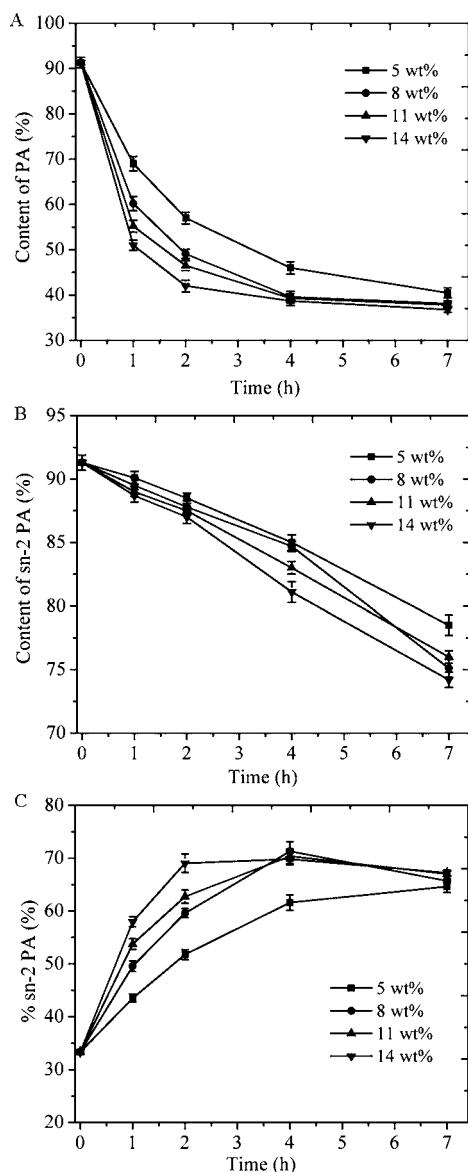 A
100
90
80
70
60
50
40
30
Content of PA (%)
5 wt%
8 wt%
11 wt%
14 wt%
0 1 2 3 4 5 6 7
Time (h)
B
95
90
85
80
75
70
Content of sn-2 PA (%)
5 wt%
8 wt%
11 wt%
14 wt%
0 1 2 3 4 5 6 7
Time (h)
C
80
70
60
50
40
30
20
% sn-2 PA (%)
5 wt%
8 wt%
11 wt%
14 wt%
0 1 2 3 4 5 6 7
Time (h)